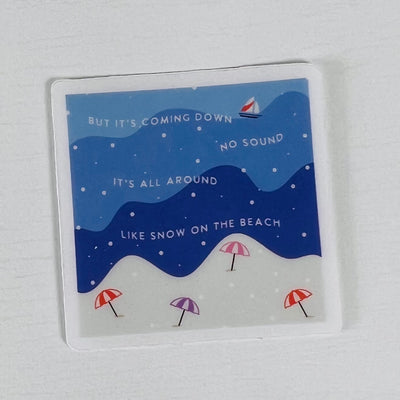 BUT IT'S COMING DOWN
NO SOUND
IT'S ALL AROUND
LIKE SNOW ON THE BEACH